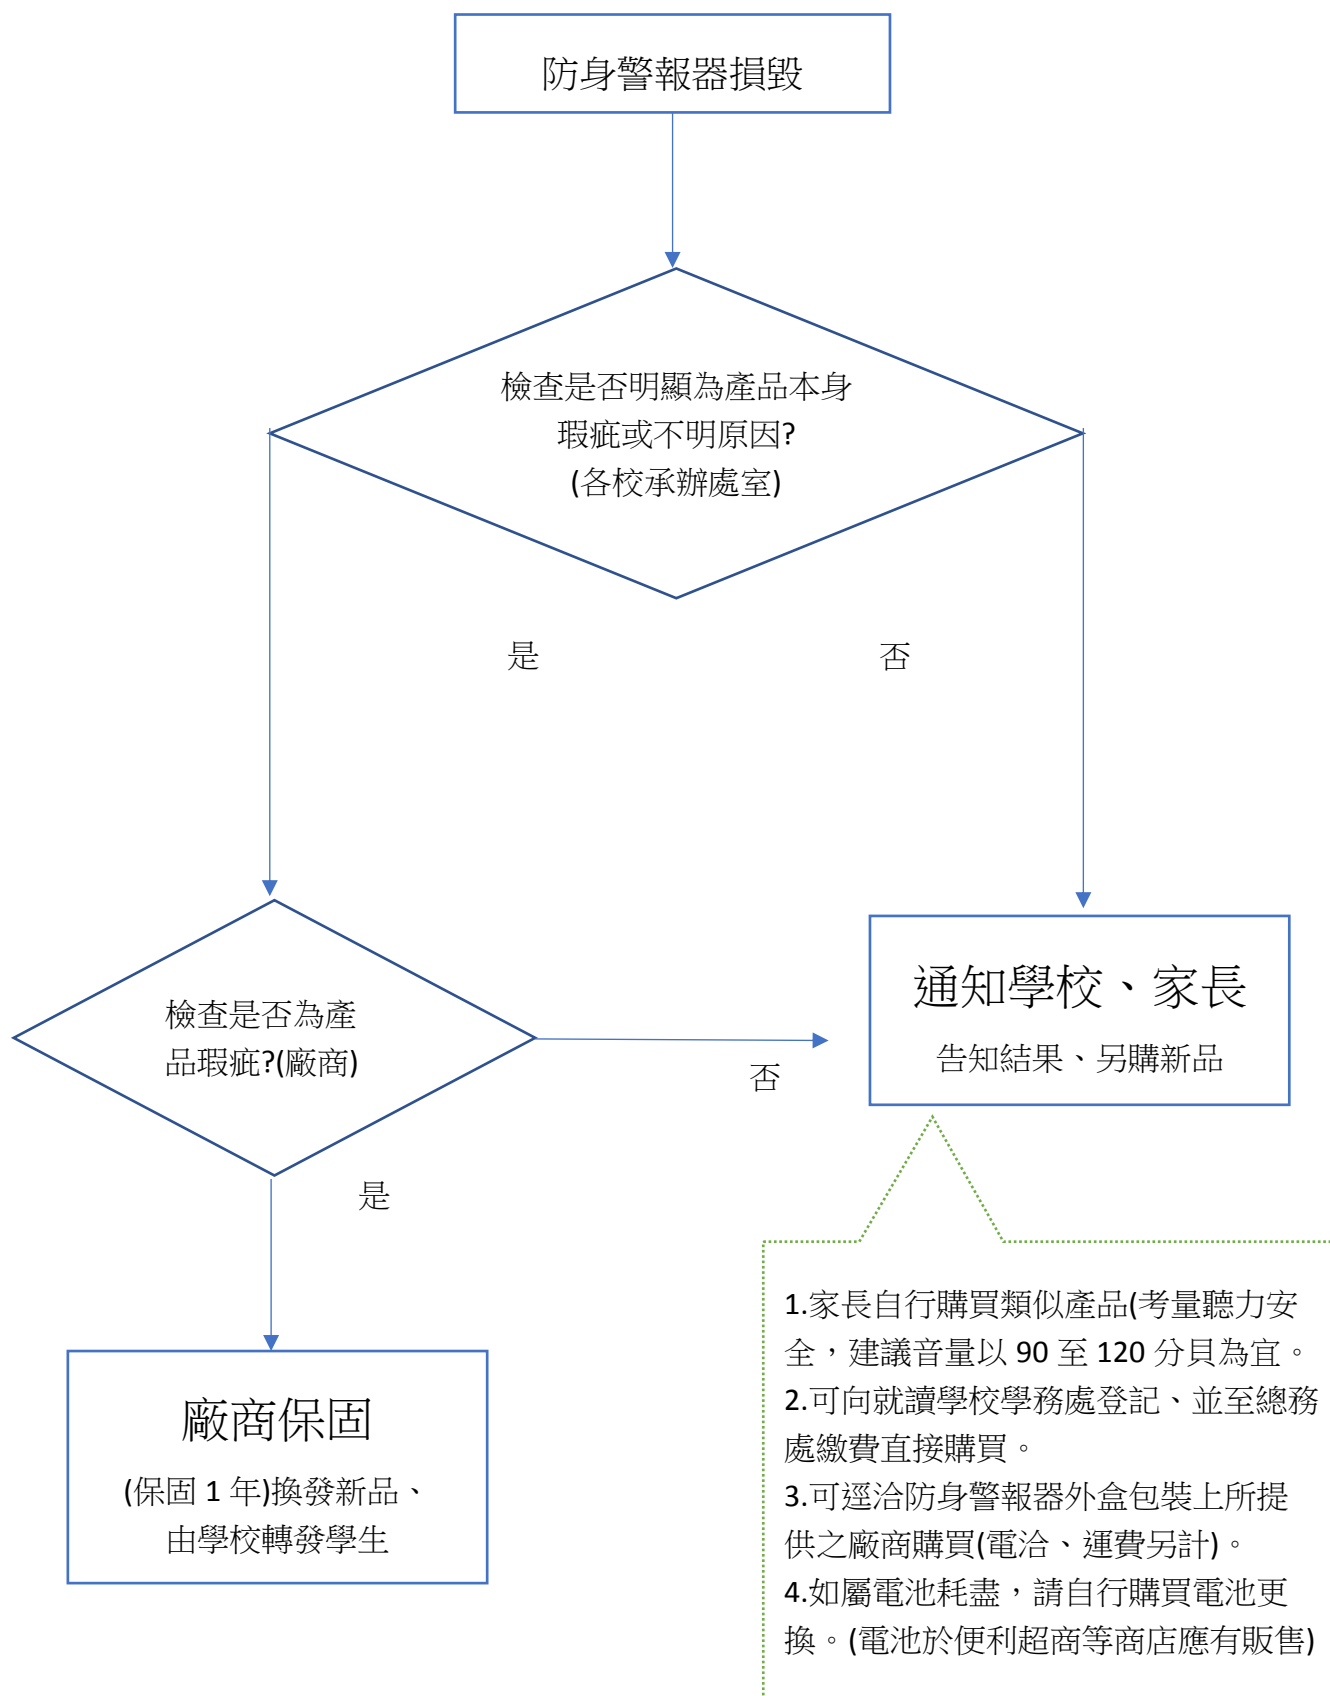 防身警報器損毀
檢查是否明顯為產品本身
瑕疵或不明原因?
(各校承辦處室)
是
否
檢查是否為產
品瑕疵?(廠商)
否
是
通知學校、家長
告知結果、另購新品
廠商保固
(保固 1 年)換發新品、
由學校轉發學生
1.家長自行購買類似產品(考量聽力安
全，建議音量以 90 至 120 分貝為宜。
2.可向就讀學校學務處登記、並至總務
處繳費直接購買。
3.可逕洽防身警報器外盒包裝上所提
供之廠商購買(電洽、運費另計)。
4.如屬電池耗盡，請自行購買電池更
換。(電池於便利超商等商店應有販售)